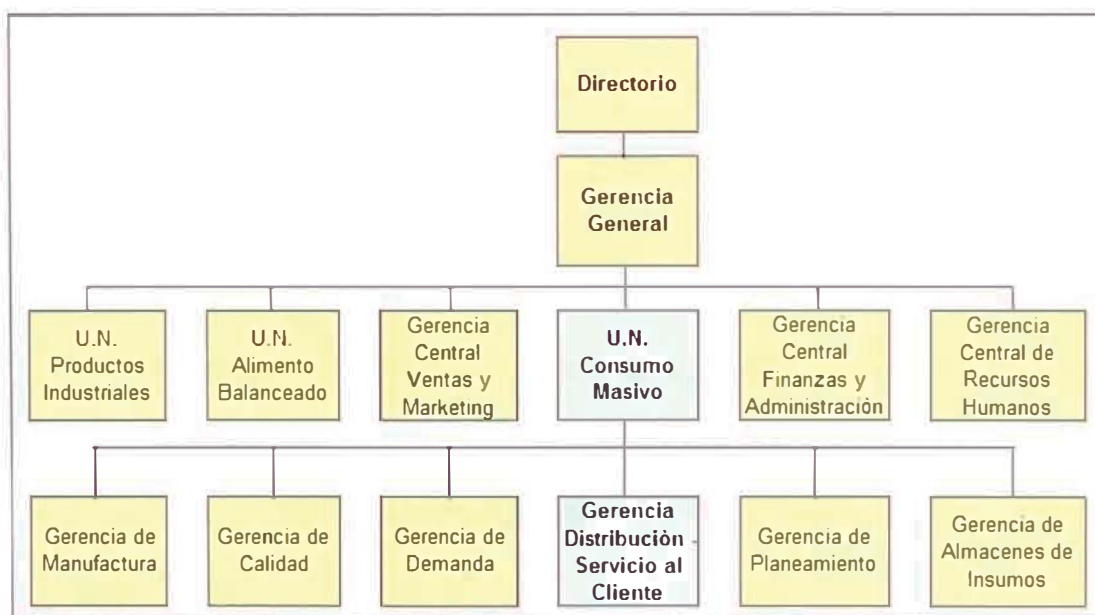 Directorio
Gerencia
General
U.N.
Productos
Industriales
U.N.
Alimento
Balanceado
Gerencia
Central
Ventas y
Marketing
U.N.
Consumo
Masivo
Gerencia
Central
Finanzas y
Administración
Gerencia
Central de
Recursos
Humanos
Gerencia de
Manufactura
Gerencia de
Calidad
Gerencia de
Demanda
Gerencia
Distribución -
Servicio al
Cliente
Gerencia de
Planeamiento
Gerencia de
Almacenes de
Insumos